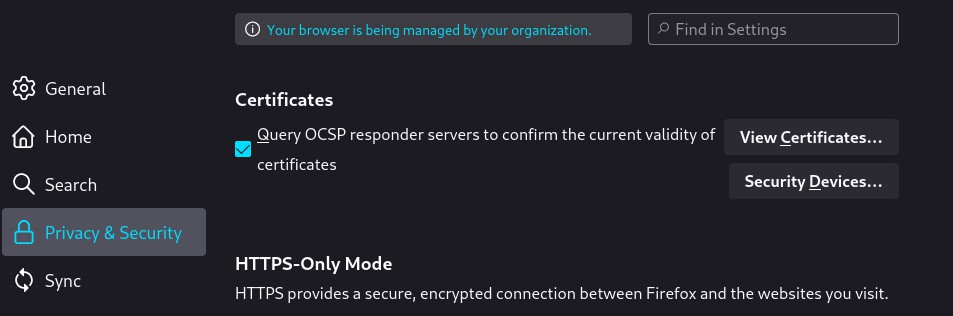 Your browser is being managed by your organization.
Find in Settings
General
Home
Search
Privacy & Security
Sync
Certificates
Query OCSP responder servers to confirm the current validity of
certificates
View Certificates...
Security Devices...
HTTPS-Only Mode
HTTPS provides a secure, encrypted connection between Firefox and the websites you visit.